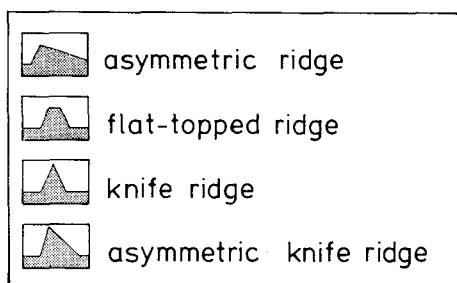 asymmetric ridge
flat-topped ridge
knife ridge
asymmetric knife ridge